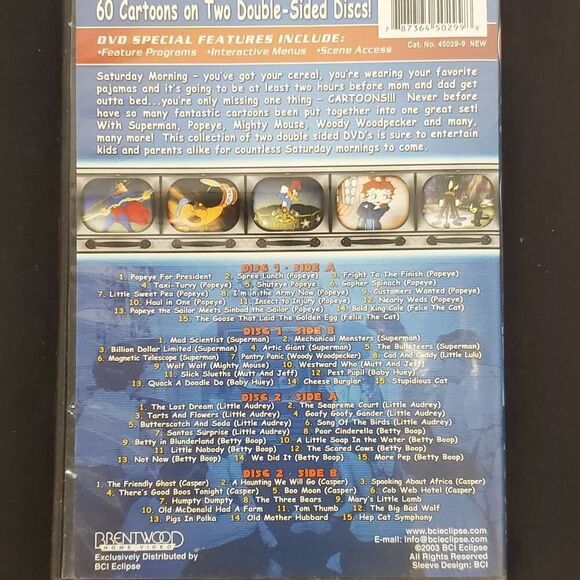 60 Cartoons on Two Double-Sided Discs!
7 87364 50299 8
DVD SPECIAL FEATURES INCLUDE:
•Feature Programs •Interactive Menus •Scene Access
Cat. No. 45029-9 NEW
Saturday Morning - you've got your cereal, you're wearing your favorite
pajamas and it's going to be at least two hours before mom and dad get
outta bed...you're only missing one thing - CARTOONS!!! Never before
have so many fantastic cartoons been put together into one great set!
With Superman, Popeye, Mighty Mouse, Woody Woodpecker and many,
many more! This collection of two double sided DVD's is sure to entertain
kids and parents alike for countless Saturday mornings to come.
DISC 1 - SIDE A
1. Popeye For President 2. Spree Lunch (Popeye) 3. Fright To The Finish (Popeye)
4. Taxi-Turvy (Popeye) 5. Shuteye Popeye 6. Gopher Spinach (Popeye)
7. Little Sweet Pea (Popeye) 8. I'm in the Army Now (Popeye) 9. Customers Wanted (Popeye)
10. Haul in One (Popeye) 11. Insect to Injury (Popeye) 12. Nearly Weds (Popeye)
13. Popeye the Sailor Meets Sinbad the Sailor (Popeye) 14. Bold King Cole (Felix The Cat)
15. The Goose That Laid The Golden Egg (Felix The Cat)
DISC 1 - SIDE B
1. Mad Scientist (Superman) 2. Mechanical Monsters (Superman)
3. Billion Dollar Limited (Superman) 4. Artic Giant (Superman) 5. The Bulleteers (Superman)
6. Magnetic Telescope (Superman) 7. Pantry Panic (Woody Woodpecker) 8. Cad And Caddy (Little Lulu)
9. Wolf Wolf (Mighty Mouse) 10. Westward Who (Mutt And Jeff)
11. Slick Slueths (Mutt And Jeff) 12. Pest Pupil (Baby Huey)
13. Quack A Doodle Do (Baby Huey) 14. Cheese Burglar 15. Stupidious Cat
DISC 2 - SIDE A
1. The Lost Dream (Little Audrey) 2. The Seapreme Court (Little Audrey)
3. Tarts And Flowers (Little Audrey) 4. Goofy Goofy Gander (Little Audrey)
5. Butterscotch And Soda (Little Audrey) 6. Song Of The Birds (Little Audrey)
7. Santas Surprise (Little Audrey) 8. Poor Cinderella (Betty Boop)
9. Betty in Blunderland (Betty Boop) 10. A Little Soap In the Water (Betty Boop)
11. Little Nobody (Betty Boop) 12. The Scared Cows (Betty Boop)
13. Not Now (Betty Boop) 14. We Did It (Betty Boop) 15. More Pep (Betty Boop)
DISC 2 - SIDE B
1. The Friendly Ghost (Casper) 2. A Haunting We Will Go (Casper) 3. Spooking About Africa (Casper)
4. There's Good Boos Tonight (Casper) 5. Boo Moon (Casper) 6. Cob Web Hotel (Casper)
7. Humpty Dumpty 8. The Three Bears 9. Mary's Little Lamb
10. Old McDonald Had A Farm 11. Tom Thumb 12. The Big Bad Wolf
13. Pigs In Polka 14. Old Mother Hubbard 15. Hep Cat Symphony
BRENTWOOD
HOME VIDEO
Exclusively Distributed by
BCI Eclipse
www.bcieclipse.com
E-mail: Info@bcieclipse.com
©2003 BCI Eclipse
All Rights Reserved
Sleeve Design: BCI